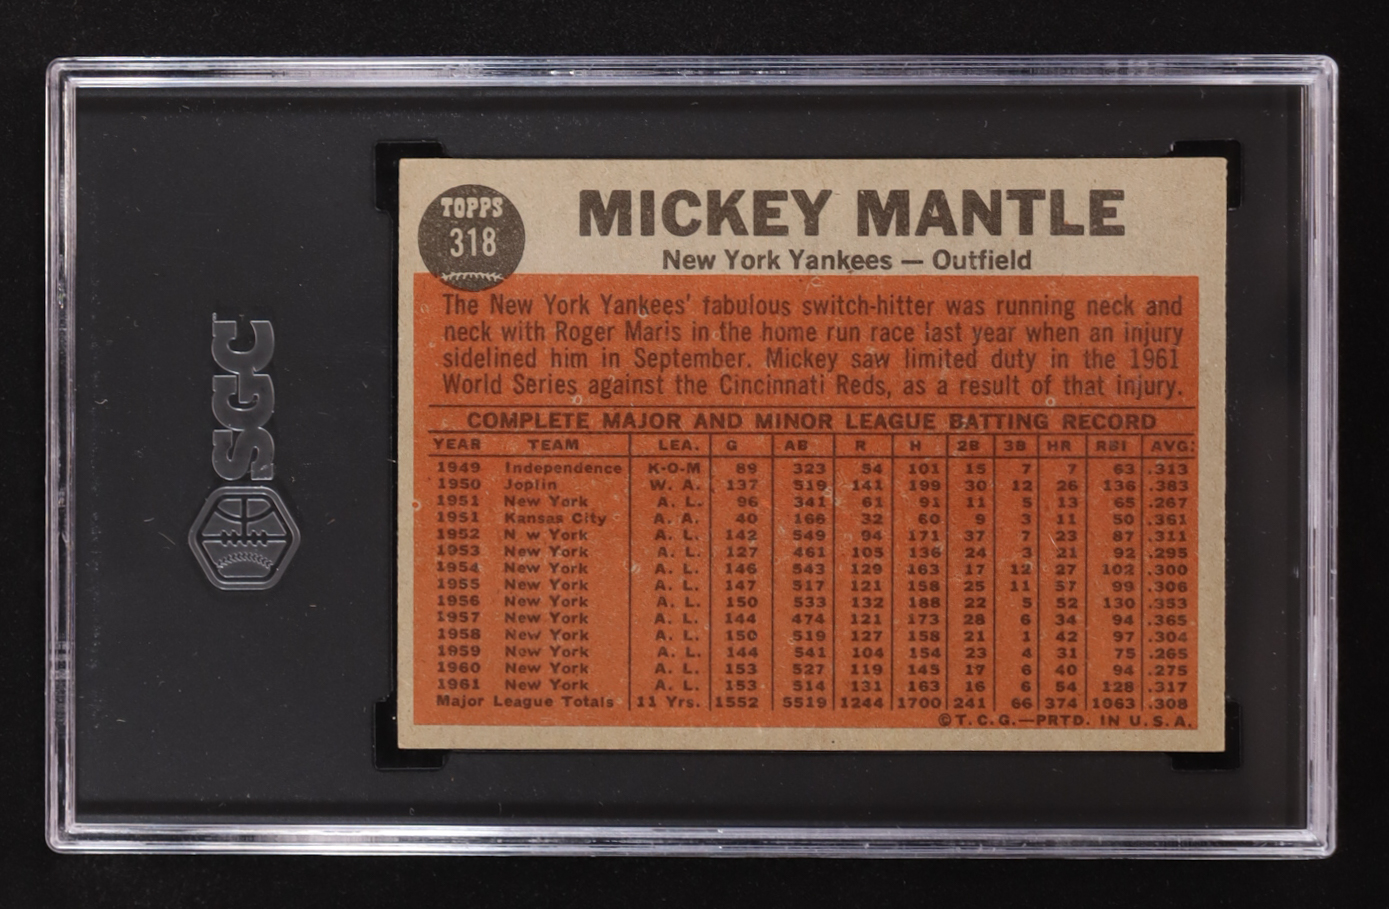 TOPPS
318
MICKEY MANTLE
New York Yankees — Outfield
The New York Yankees' fabulous switch-hitter was running neck and
neck with Roger Maris in the home run race last year when an injury
sidelined him in September. Mickey saw limited duty in the 1961
World Series against the Cincinnati Reds, as a result of that injury.
COMPLETE MAJOR AND MINOR LEAGUE BATTING RECORD
YEAR TEAM LEA. G AB R H 2B 3B HR RBI AVG.
1949 Independence K-O-M 89 323 54 101 15 7 7 63 .313
1950 Joplin W. A. 137 519 141 199 30 12 26 136 .383
1951 New York A. L. 96 341 61 91 11 5 13 65 .267
1951 Kansas City A. A. 40 166 32 60 9 3 11 50 .361
1952 N w York A. L. 142 549 94 171 37 7 23 87 .311
1953 New York A. L. 127 461 105 136 24 3 21 92 .295
1954 New York A. L. 146 543 129 163 17 12 27 102 .300
1955 New York A. L. 147 517 121 158 25 11 57 99 .306
1956 New York A. L. 150 533 132 188 22 5 52 130 .353
1957 New York A. L. 144 474 121 173 28 6 34 94 .365
1958 New York A. L. 150 519 127 158 21 1 42 97 .304
1959 New York A. L. 144 541 104 154 23 4 31 75 .265
1960 New York A. L. 153 527 119 145 17 6 40 94 .275
1961 New York A. L. 153 514 131 163 16 6 54 128 .317
Major League Totals 11 Yrs. 1552 5519 1244 1700 241 66 374 1063 .308
©T.C.G.—PRTD. IN U.S.A.
SGC